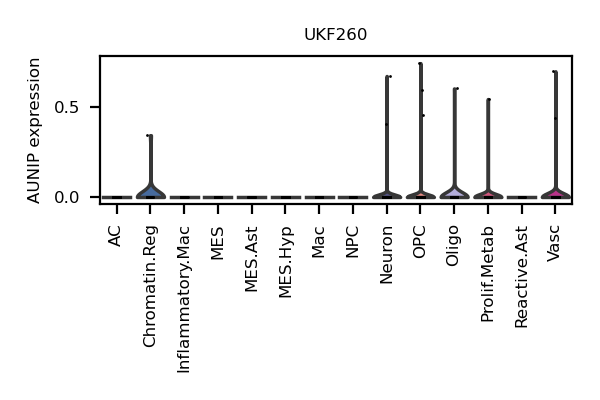 UKF260
AUNIP expression
0.5
0.0
AC
Chromatin.Reg
Inflammatory.Mac
MES
MES.Ast
MES.Hyp
Mac
NPC
Neuron
OPC
Oligo
Prolif.Metab
Reactive.Ast
Vasc